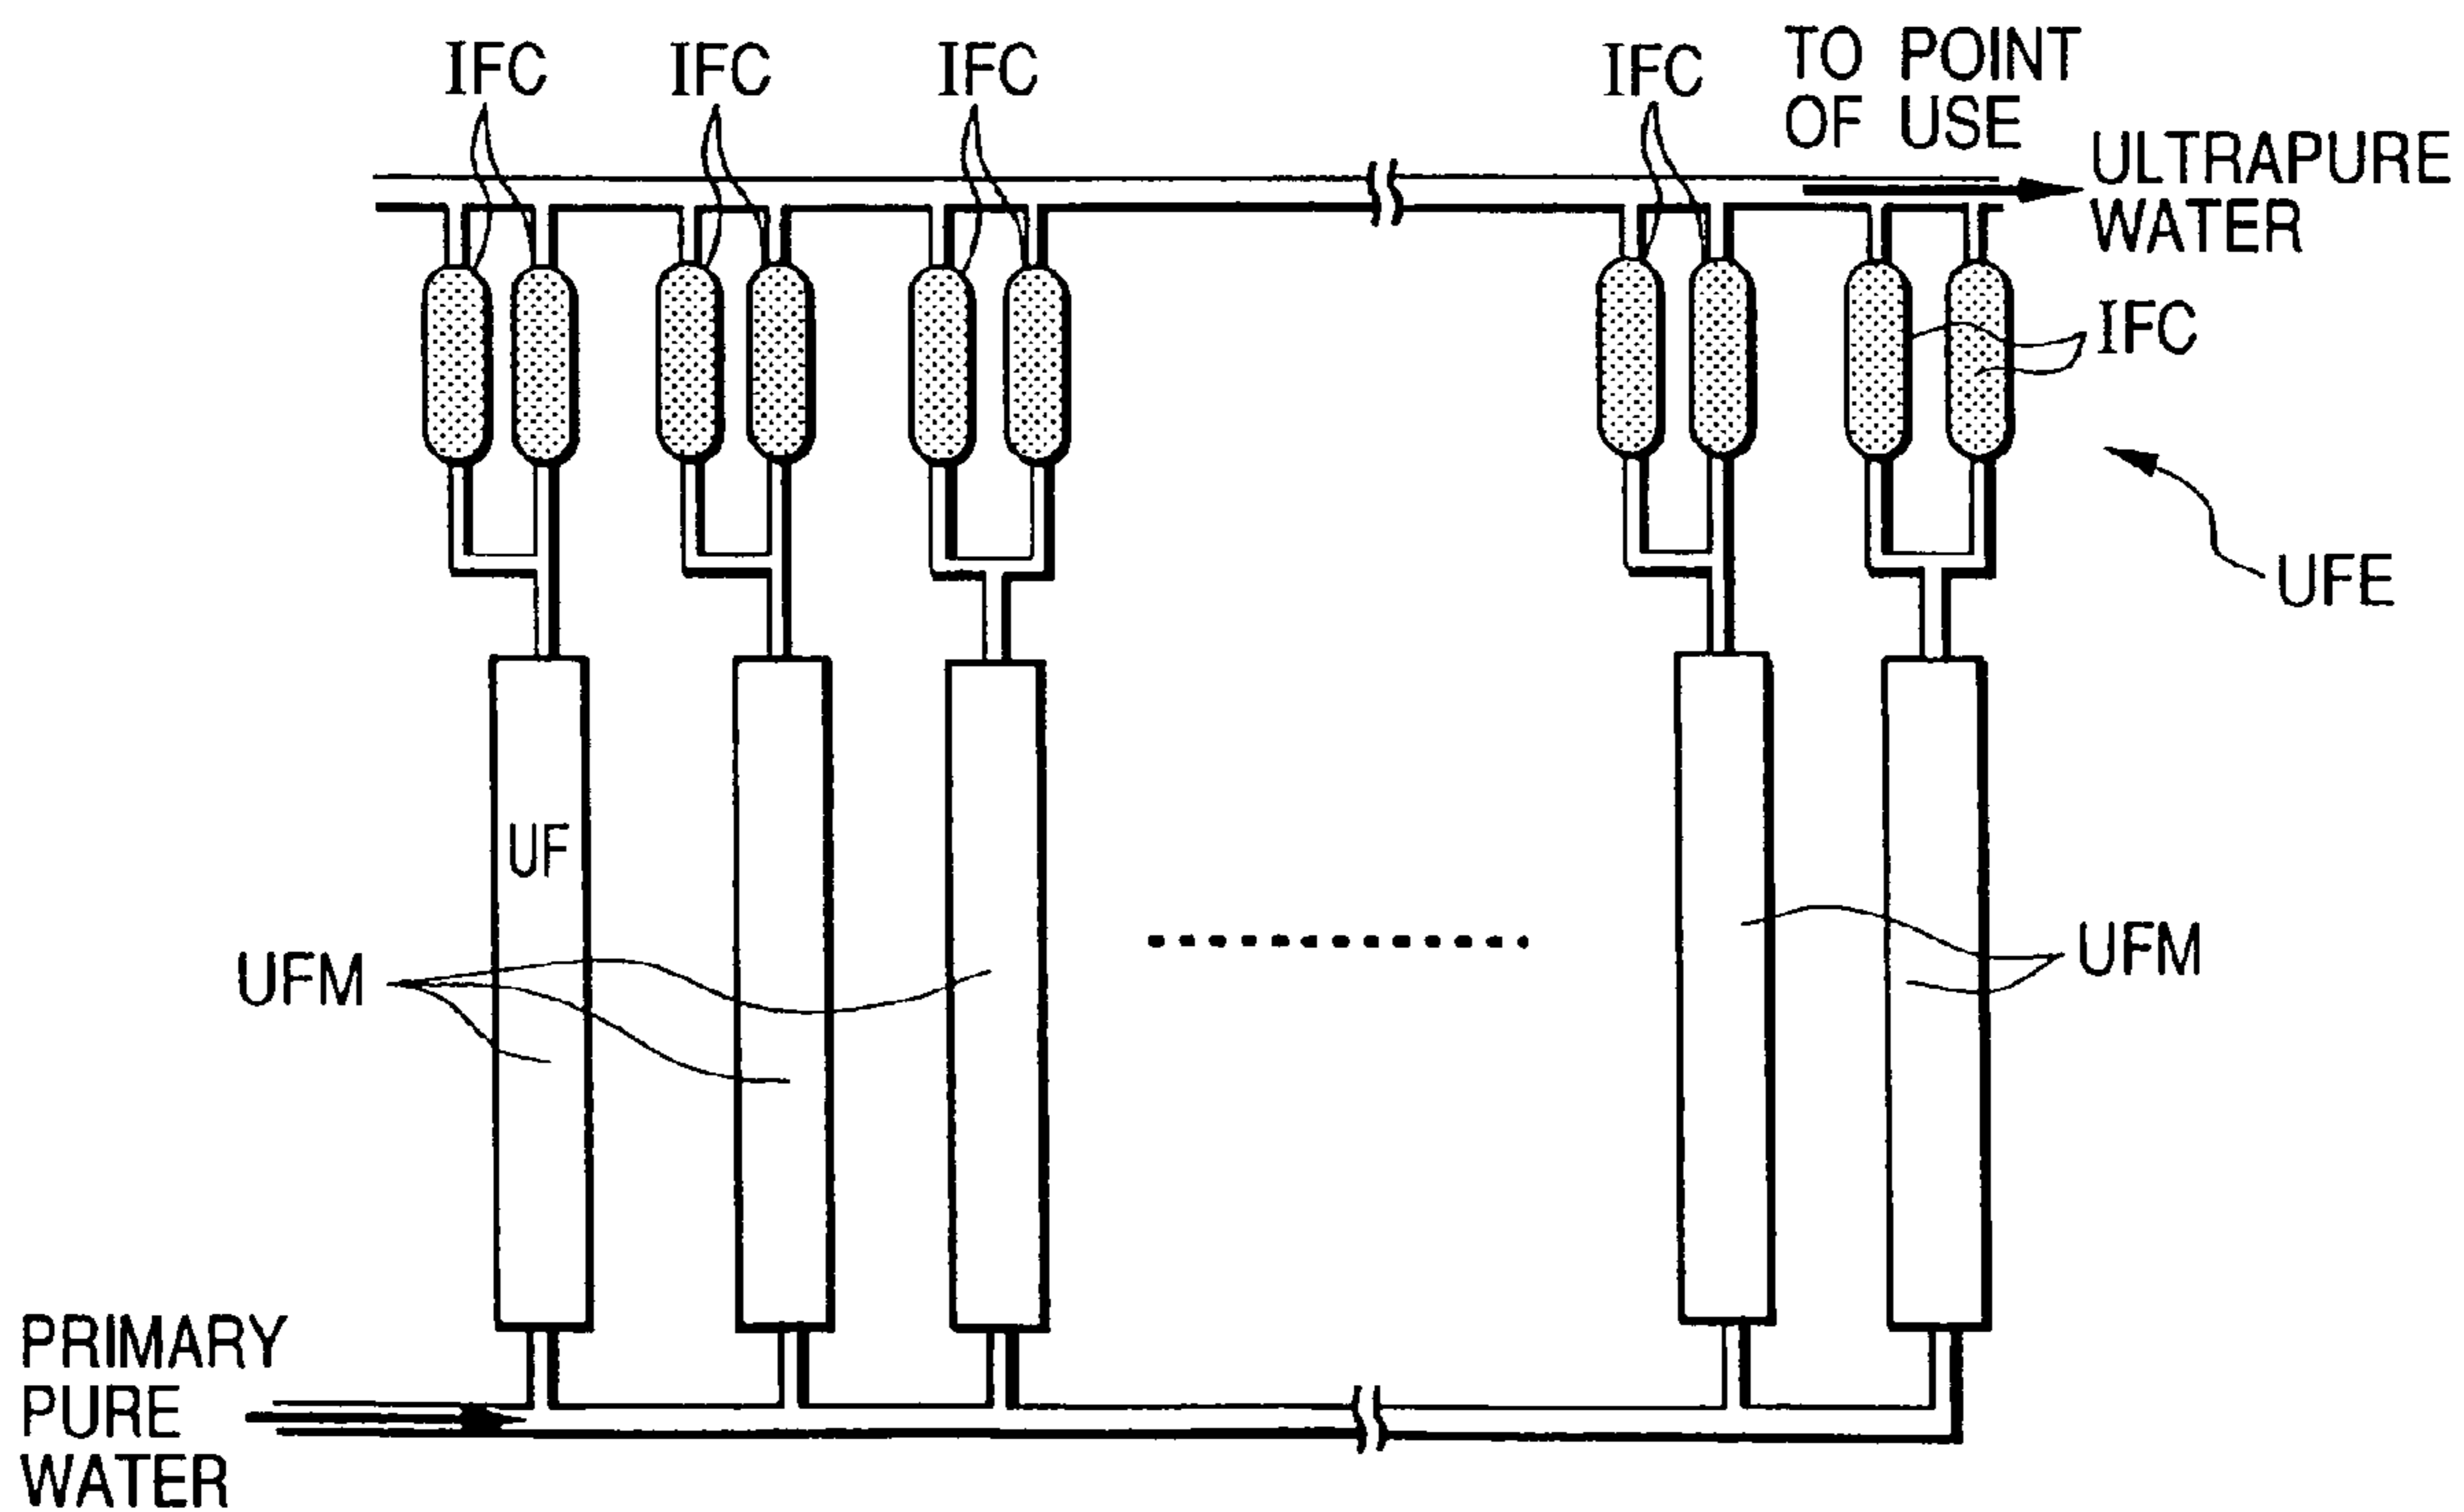 IFC
IFC
IFC
IFC
TO POINT
OF USE
ULTRAPURE
WATER
IFC
UFE
UF
UFM
UFM
PRIMARY
PURE
WATER